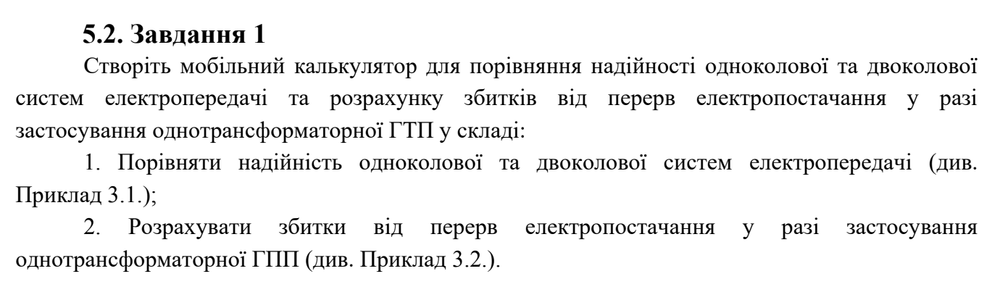 5.2. Завдання 1
Створіть мобільний калькулятор для порівняння надійності одноколової та двоколової
систем електропередачі та розрахунку збитків від перерв електропостачання у разі
застосування однотрансформаторної ГТП у складі:
1. Порівняти надійність одноколової та двоколової систем електропередачі (див.
Приклад 3.1.);
2. Розрахувати збитки від перерв електропостачання у разі застосування
однотрансформаторної ГПП (див. Приклад 3.2.).